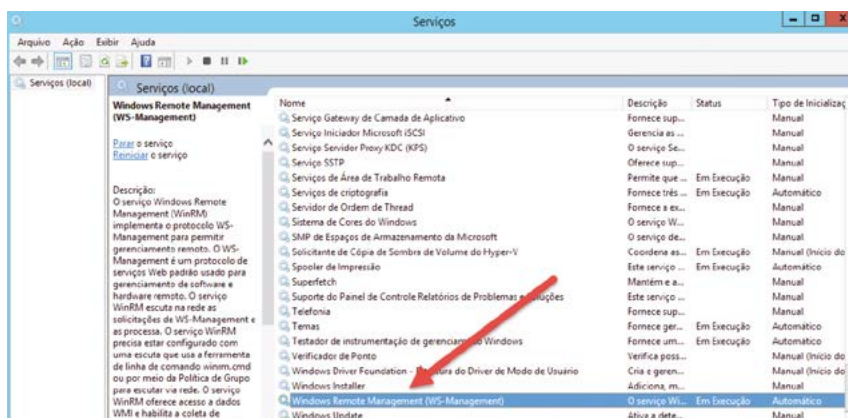 Serviços
Arquivo Ação Exibir Ajuda
Serviços (local)
Serviços (local)
Windows Remote Management
(WS-Management)
Parar o serviço
Reiniciar o serviço
Descrição:
O serviço Windows Remote
Management (WinRM)
implementa o protocolo WS-
Management para permitir
gerenciamento remoto. O WS-
Management é um protocolo de
serviços Web padrão usado para
gerenciamento de software e
hardware remoto. O serviço
WinRM escuta na rede as
solicitações de WS-Management e
as processa. O serviço WinRM
precisa estar configurado com
uma escuta que usa a ferramenta
de linha de comando winrm.cmd
ou por meio da Política de Grupo
para escutar via rede. O serviço
WinRM oferece acesso a dados
WMI e habilita a coleta de
Nome Descrição Status Tipo de Inicializaç
Serviço Gateway de Camada de Aplicativo Fornece sup... Manual
Serviço Iniciador Microsoft iSCSI Gerencia as ... Manual
Serviço Servidor Proxy KDC (KPS) O serviço Se... Manual
Serviço SSTP Oferece sup... Manual
Serviços de Área de Trabalho Remota Permite que ... Em Execução Manual
Serviços de criptografia Fornece três ... Em Execução Automático
Servidor de Ordem de Thread Fornece a ex... Manual
Sistema de Cores do Windows O serviço W... Manual
SMP de Espaços de Armazenamento da Microsoft O serviço de... Manual
Solicitante de Cópia de Sombra de Volume do Hyper-V Coordena as... Em Execução Manual (Início do
Spooler de Impressão Este serviço ... Em Execução Automático
Superfetch Mantém e a... Manual
Suporte do Painel de Controle Relatórios de Problemas e Soluções Este serviço ... Manual
Telefonia Fornece sup... Manual
Temas Fornece ger... Em Execução Automático
Testador de instrumentação de gerenciam Windows Fornece um... Em Execução Automático
Verificador de Ponto Verifica poss... Manual (Início do
Windows Driver Foundation - do Driver de Modo de Usuário Cria e geren... Manual (Início do
Windows Installer Adiciona, m... Manual
Windows Remote Management (WS-Management) O serviço Wi... Em Execução Automático
Windows Update Ativa a dete... Manual